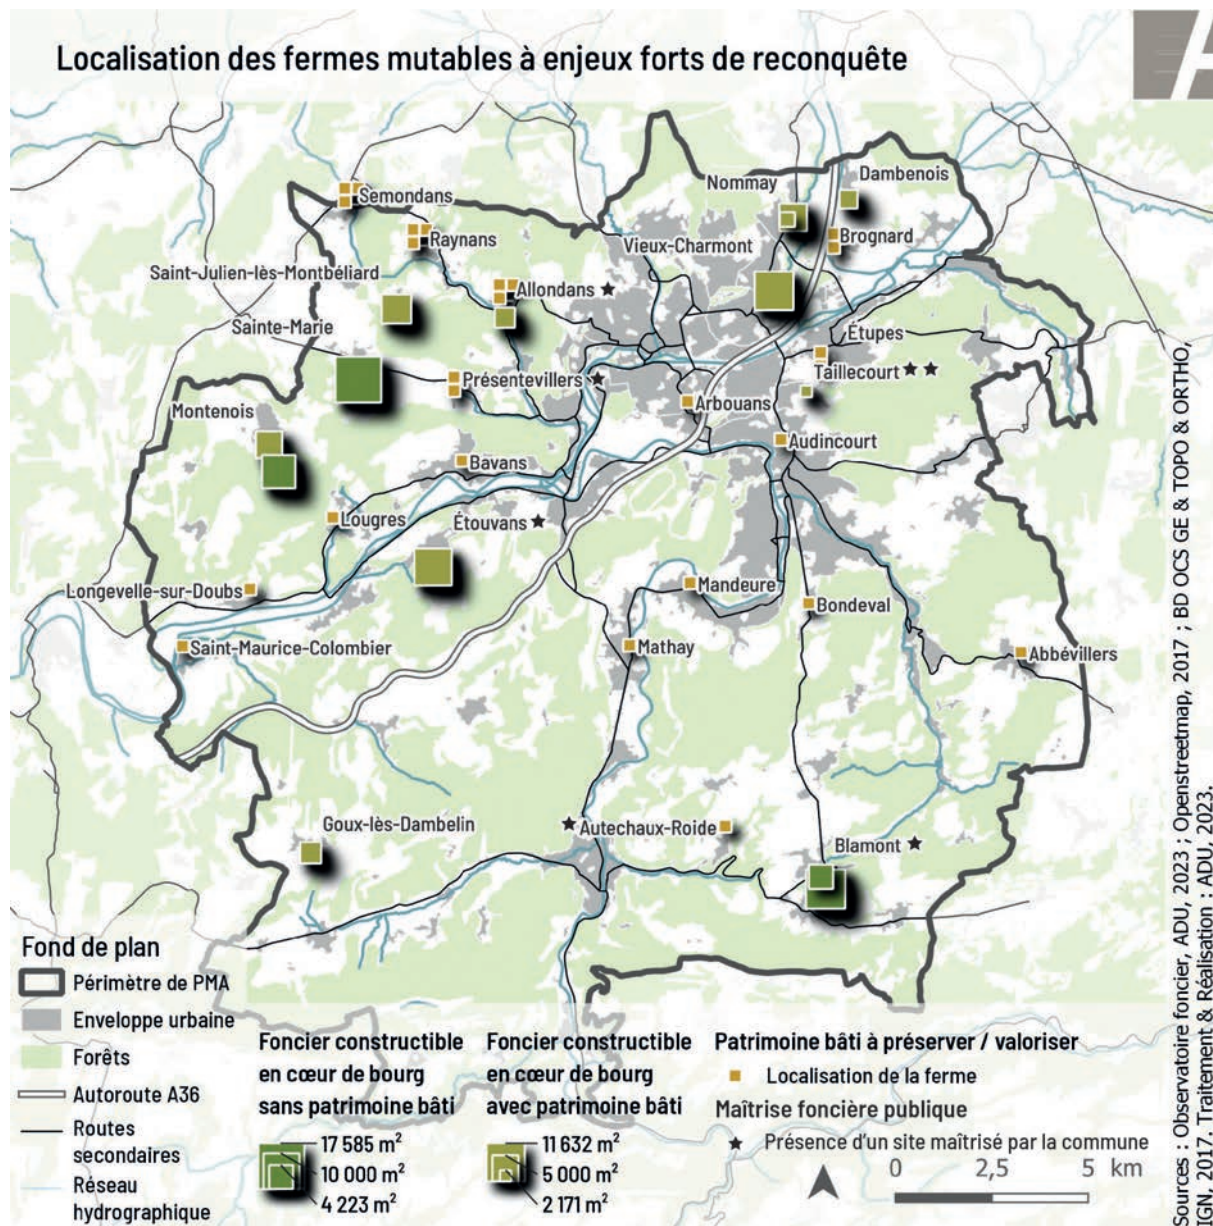 Localisation des fermes mutables à enjeux forts de reconquête
A
Semondans
Nommay
Dambenois
Raynans
Vieux-Charmont
Brognard
Saint-Julien-lès-Montbéliard
Allondans
Sainte-Marie
Étupes
Taillecourt
Présentevillers
Arbouans
Montenois
Audincourt
Bavans
Lougres
Étouvans
Longevelle-sur-Doubs
Mandeure
Bondeval
Saint-Maurice-Colombier
Mathay
Abbévillers
Goux-lès-Dambelin
Autechaux-Roide
Blamont
Fond de plan
Périmètre de PMA
Enveloppe urbaine
Forêts
Autoroute A36
Routes
secondaires
Réseau
hydrographique
Foncier constructible
en cœur de bourg
sans patrimoine bâti
17 585 m²
10 000 m²
4 223 m²
Foncier constructible
en cœur de bourg
avec patrimoine bâti
11 632 m²
5 000 m²
2 171 m²
Patrimoine bâti à préserver / valoriser
Localisation de la ferme
Maîtrise foncière publique
Présence d'un site maîtrisé par la commune
0 2,5 5 km
Sources : Observatoire foncier, ADU, 2023 ; Openstreetmap, 2017 ; BD OCS GE & TOPO & ORTHO,
IGN, 2017. Traitement & Réalisation : ADU, 2023.